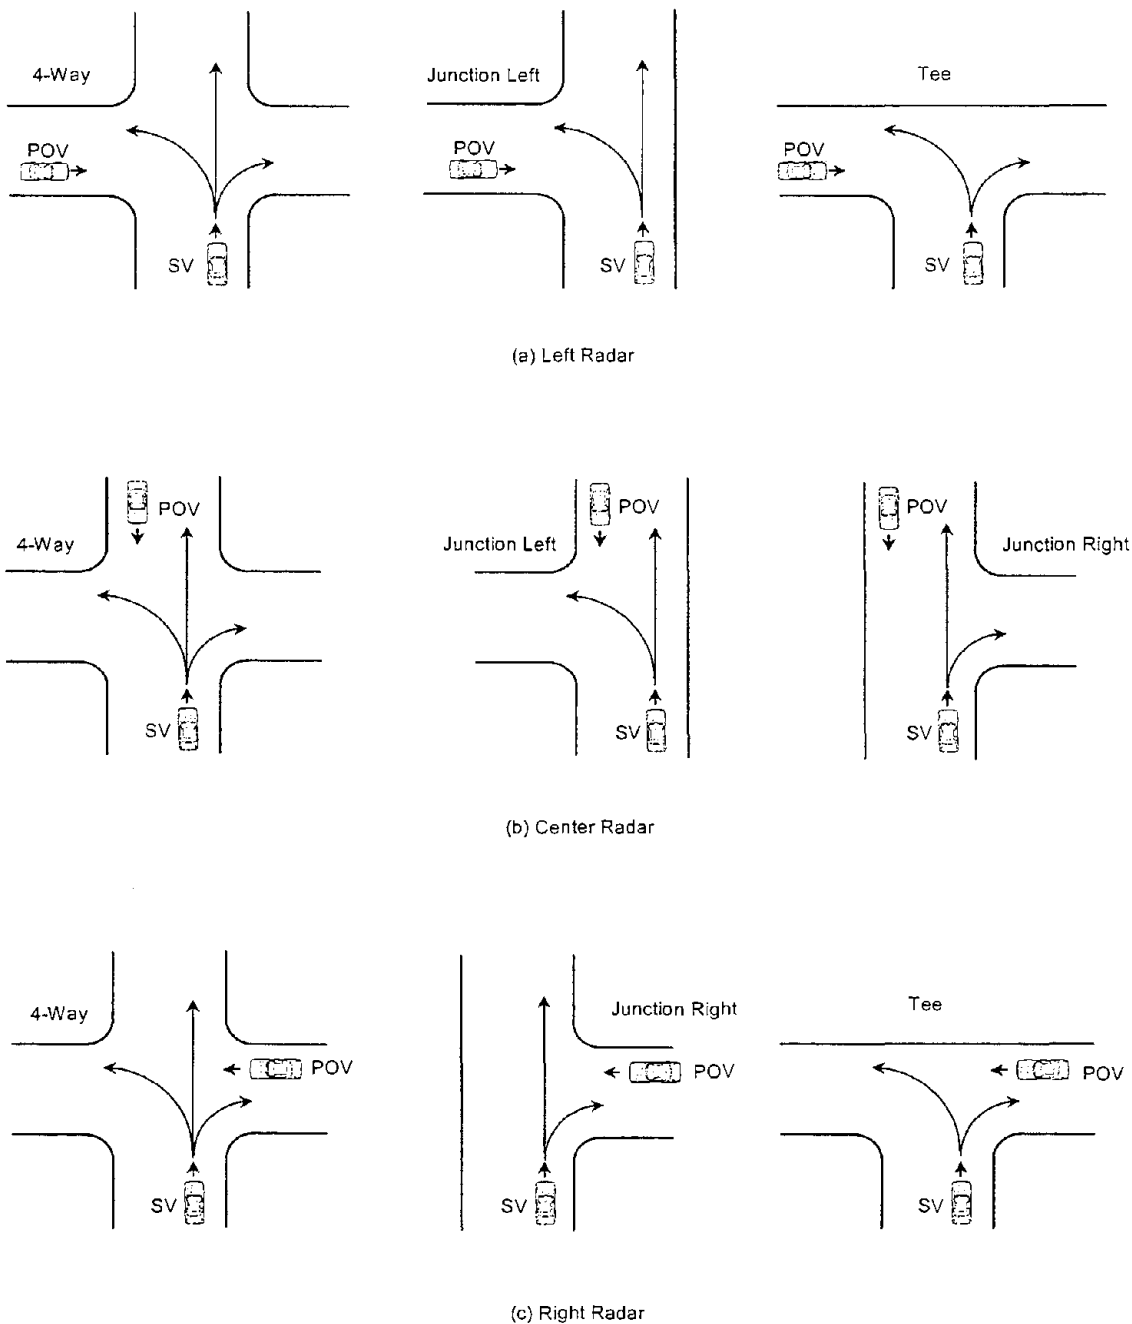 4-Way
Junction Left
Tee
POV
POV
POV
SV
SV
SV
(a) Left Radar
POV
POV
POV
4-Way
Junction Left
Junction Right
SV
SV
SV
(b) Center Radar
4-Way
Junction Right
Tee
POV
POV
POV
SV
SV
SV
(c) Right Radar